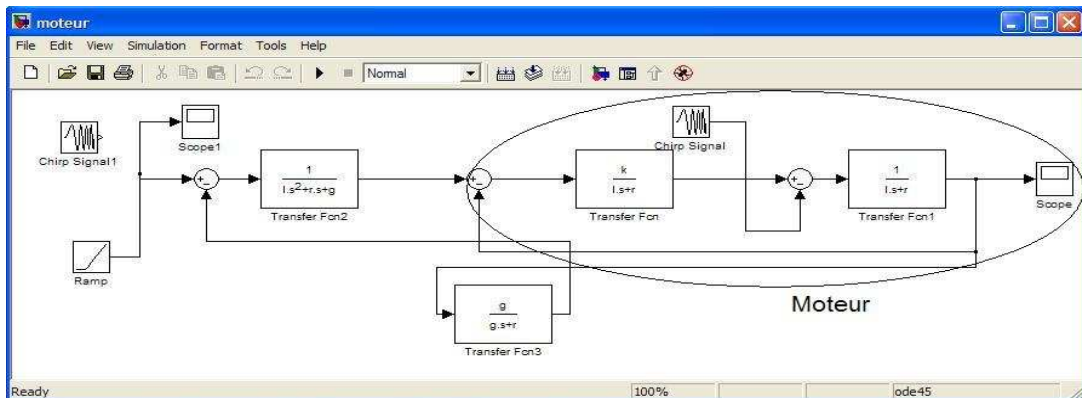 moteur
File Edit View Simulation Format Tools Help
Normal
Chirp Signal1
Scope1
Chirp Signal
+
-
1
l.s²+r.s+g
Transfer Fcn2
+
-
k
l.s+r
Transfer Fcn
+
-
1
l.s+r
Transfer Fcn1
Scope
Ramp
g
g.s+r
Transfer Fcn3
Moteur
Ready 100% ode45